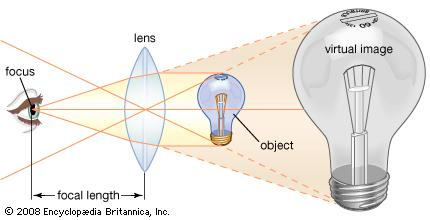 lens
virtual image
focus
object
focal length
© 2008 Encyclopædia Britannica, Inc.